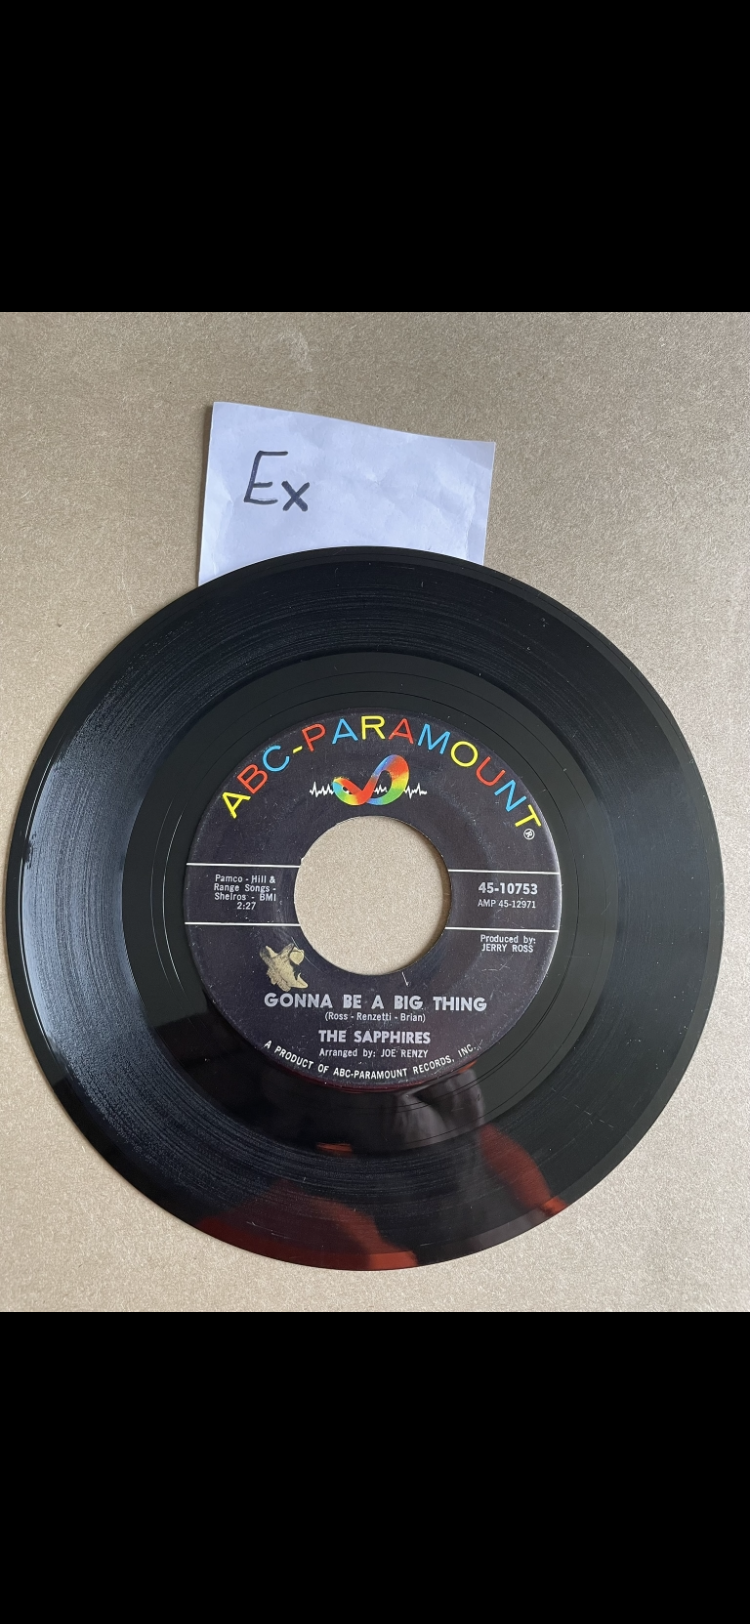 Ex
ABC-PARAMOUNT
®
Pamco - Hill &
Range Songs -
Sheiros - BMI
2:27
45-10753
AMP 45-12971
Produced by:
JERRY ROSS
GONNA BE A BIG THING
(Ross - Renzetti - Brian)
THE SAPPHIRES
Arranged by: JOE RENZY
A PRODUCT OF ABC-PARAMOUNT RECORDS, INC.